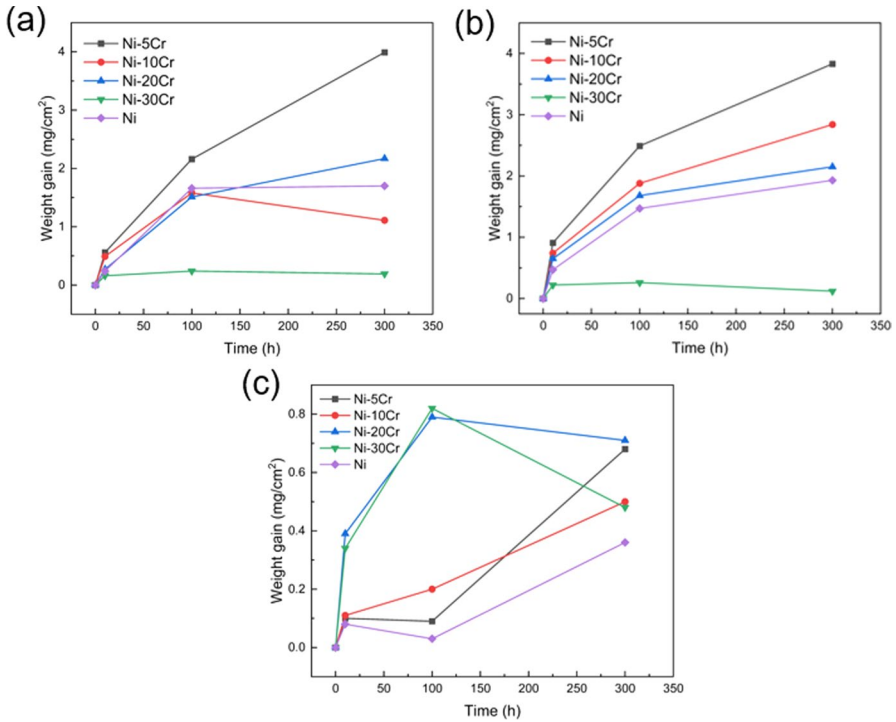 (a)
Ni-5Cr
Ni-10Cr
Ni-20Cr
Ni-30Cr
Ni
4
3
2
1
0
Weight gain (mg/cm²)
0 50 100 150 200 250 300 350
Time (h)
(b)
Ni-5Cr
Ni-10Cr
Ni-20Cr
Ni-30Cr
Ni
4
3
2
1
0
Weight gain (mg/cm²)
0 50 100 150 200 250 300 350
Time (h)
(c)
Ni-5Cr
Ni-10Cr
Ni-20Cr
Ni-30Cr
Ni
0.8
0.6
0.4
0.2
0.0
Weight gain (mg/cm²)
0 50 100 150 200 250 300 350
Time (h)